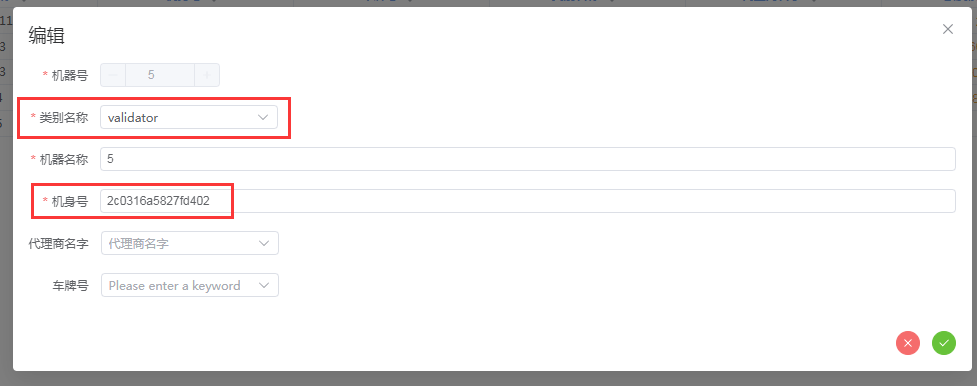 编辑
* 机器号 5
* 类别名称 validator
* 机器名称 5
* 机身号 2c0316a5827fd402
代理商名字 代理商名字
车牌号 Please enter a keyword